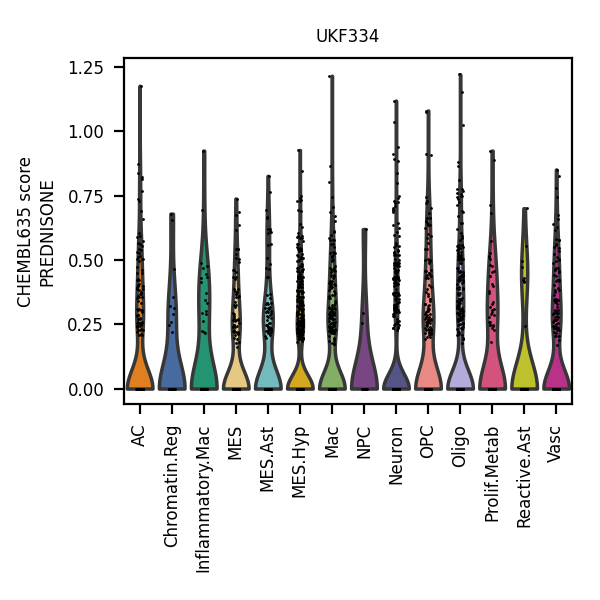 UKF334
CHEMBL635 score
PREDNISONE
1.25
1.00
0.75
0.50
0.25
0.00
AC
Chromatin.Reg
Inflammatory.Mac
MES
MES.Ast
MES.Hyp
Mac
NPC
Neuron
OPC
Oligo
Prolif.Metab
Reactive.Ast
Vasc